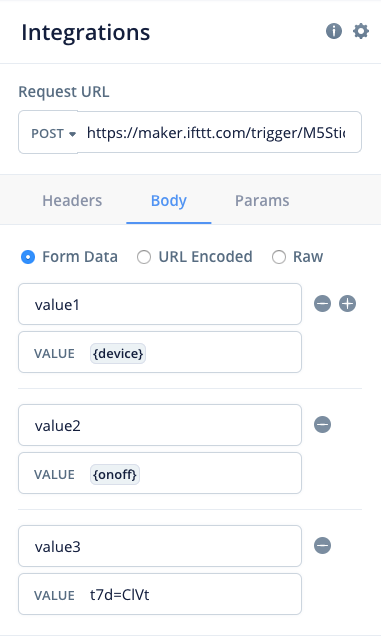 Integrations
Request URL
POST https://maker.ifttt.com/trigger/M5Stic
Headers Body Params
Form Data URL Encoded Raw
value1
VALUE {device}
value2
VALUE {onoff}
value3
VALUE t7d=ClVt